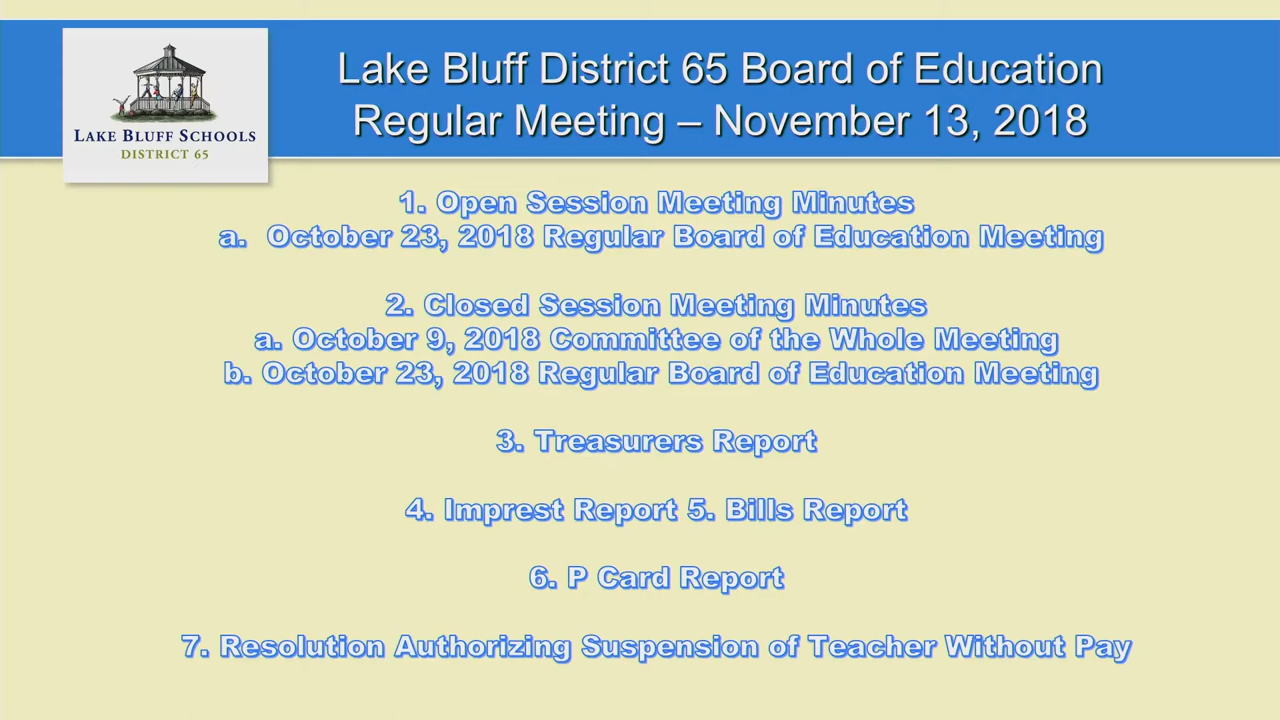 Lake Bluff District 65 Board of Education
Regular Meeting – November 13, 2018
LAKE BLUFF SCHOOLS
DISTRICT 65
1. Open Session Meeting Minutes
a. October 23, 2018 Regular Board of Education Meeting
2. Closed Session Meeting Minutes
a. October 9, 2018 Committee of the Whole Meeting
b. October 23, 2018 Regular Board of Education Meeting
3. Treasurers Report
4. Imprest Report 5. Bills Report
6. P Card Report
7. Resolution Authorizing Suspension of Teacher Without Pay